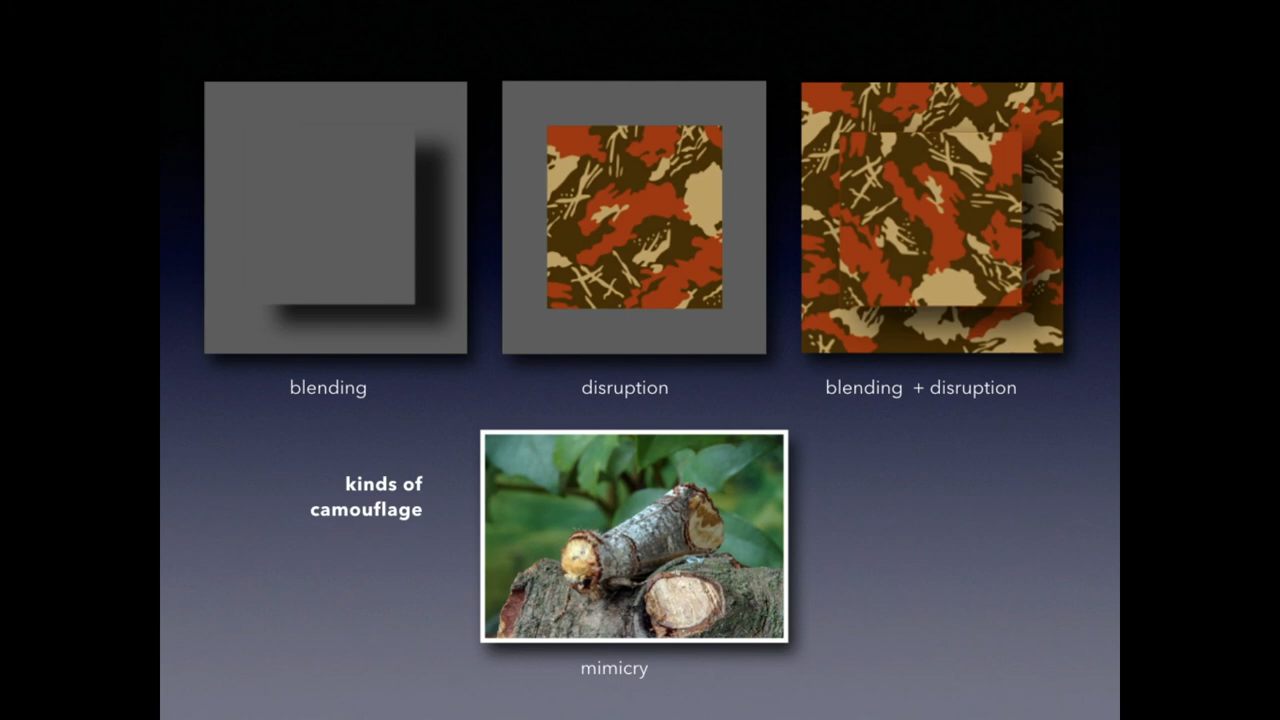 blending
disruption
blending + disruption
kinds of
camouflage
mimicry